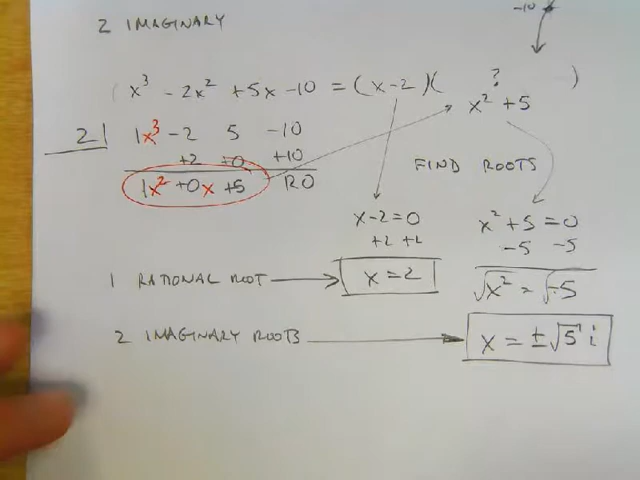 2 IMAGINARY
-10
(x³ - 2x² + 5x - 10 = (x-2)( ? )
x² + 5
2| 1x³ -2 5 -10
+2 +0 +10
1x² +0x +5 R0
FIND ROOTS
x-2=0
+2 +2
x² + 5 = 0
-5 -5
1 RATIONAL ROOT → x = 2
√x² = √-5
2 IMAGINARY ROOTS → x = ± √5 i